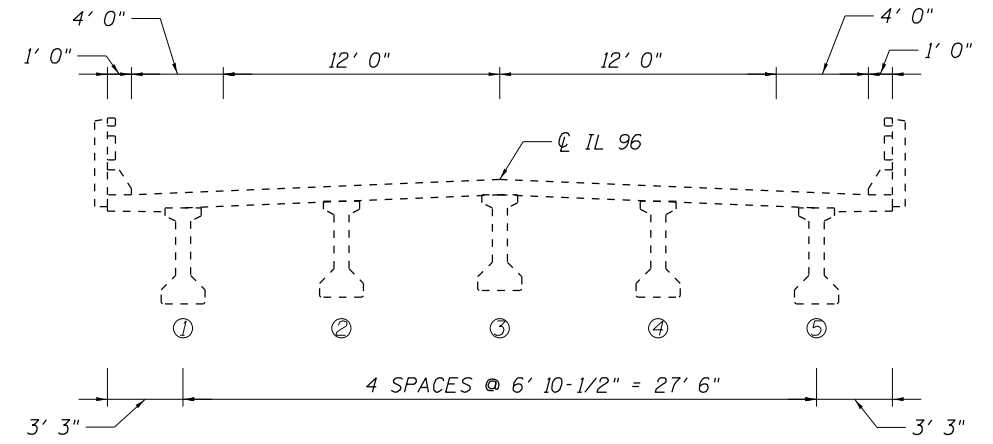 4' 0" 4' 0"
1' 0" 12' 0" 12' 0" 1' 0"
℄ IL 96
① ② ③ ④ ⑤
4 SPACES @ 6' 10-1/2" = 27' 6"
3' 3" 3' 3"